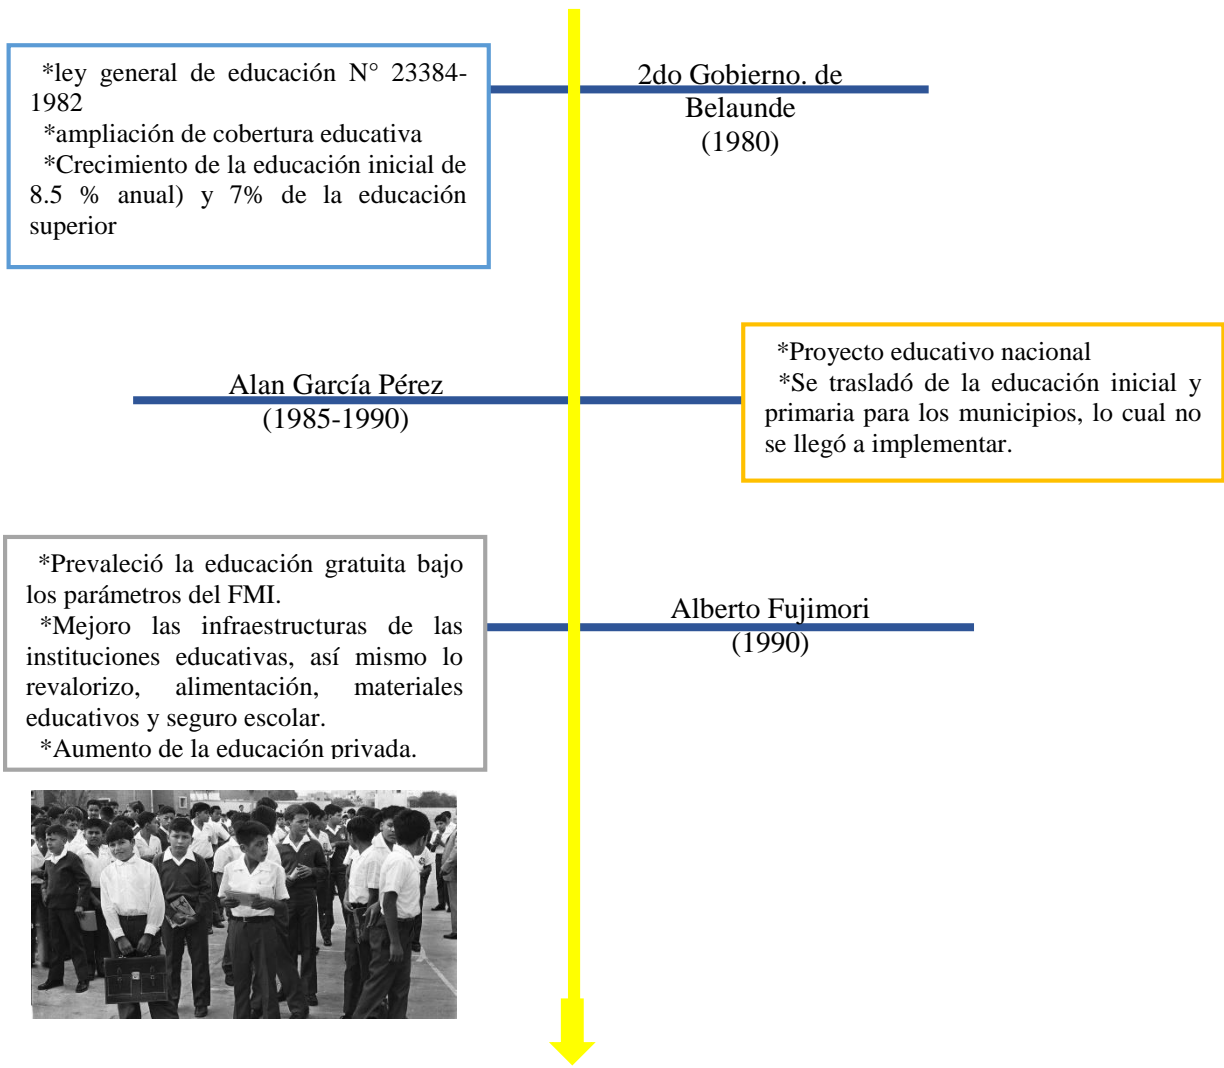 *ley general de educación N° 23384-
1982
*ampliación de cobertura educativa
*Crecimiento de la educación inicial de
8.5 % anual) y 7% de la educación
superior
2do Gobierno. de
Belaunde
(1980)
Alan García Pérez
(1985-1990)
*Proyecto educativo nacional
*Se trasladó de la educación inicial y
primaria para los municipios, lo cual no
se llegó a implementar.
*Prevaleció la educación gratuita bajo
los parámetros del FMI.
*Mejoro las infraestructuras de las
instituciones educativas, así mismo lo
revalorizo, alimentación, materiales
educativos y seguro escolar.
*Aumento de la educación privada.
Alberto Fujimori
(1990)